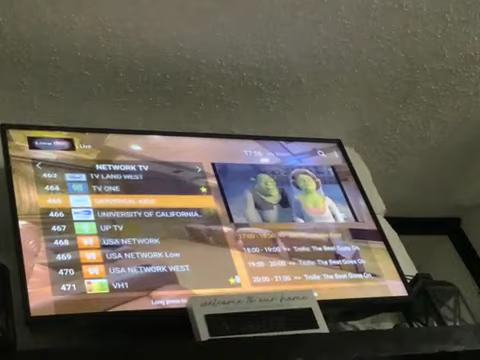 Live
NETWORK TV
463 TV LAND WEST
464 TV ONE
465 UNIVERSAL KIDS
466 UNIVERSITY OF CALIFORNIA
467 UP TV
468 USA NETWORK
469 USA NETWORK Low
470 USA NETWORK WEST
471 VH1
18:00 - 19:00
Trolls: The Beat Goes On
19:00 - 20:00
Trolls: The Beat Goes On
20:00 - 21:00
Trolls: The Beat Goes On
Long press
welcome to our home